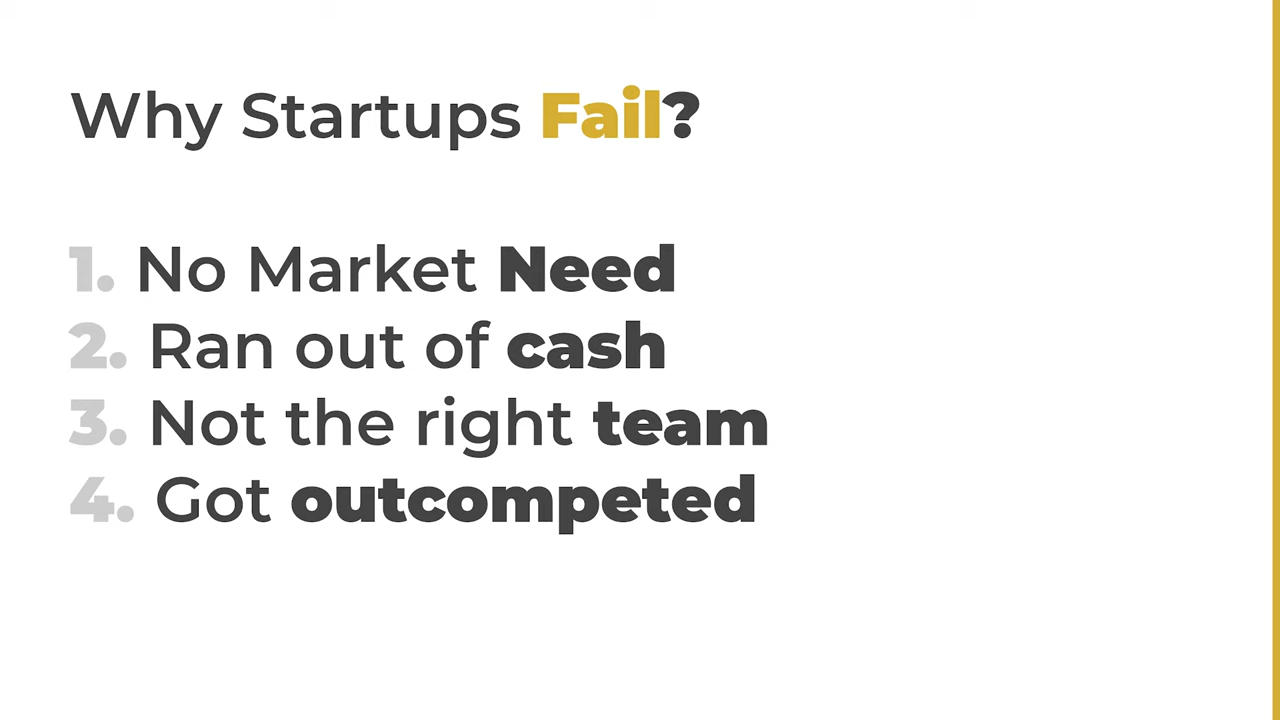 Why Startups Fail?
1. No Market Need
2. Ran out of cash
3. Not the right team
4. Got outcompeted